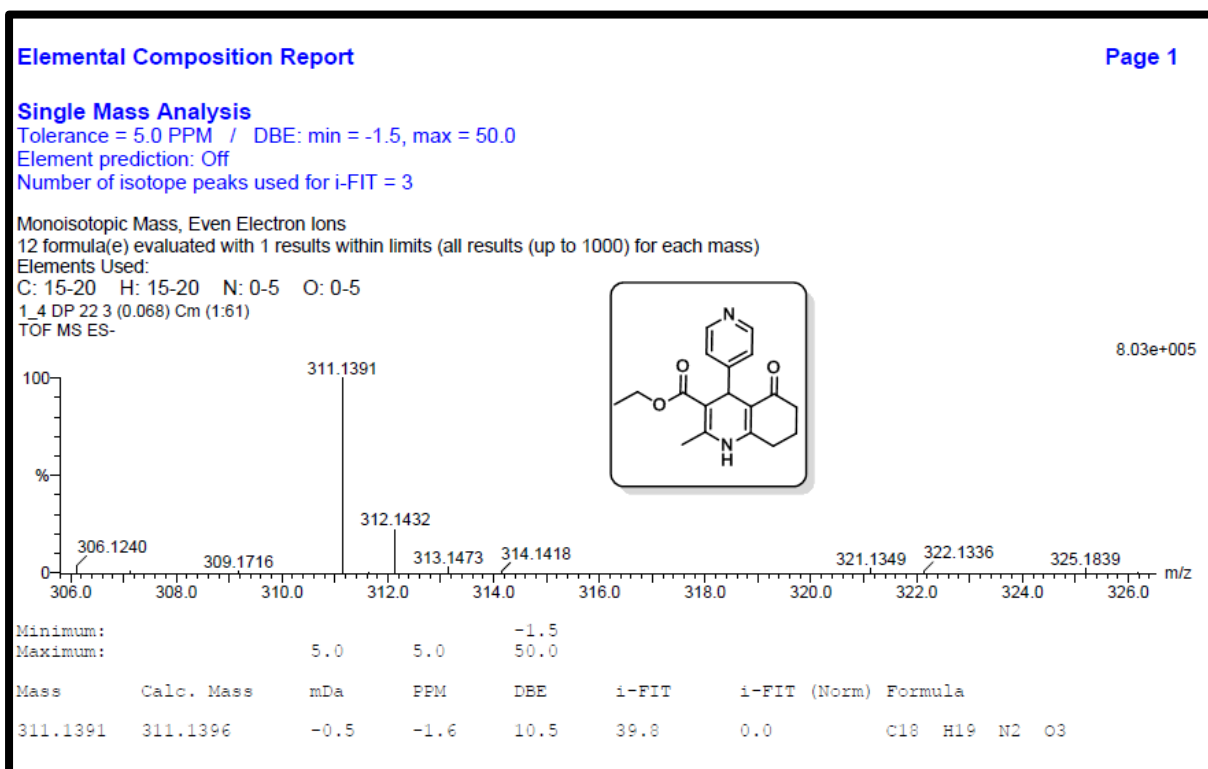 Elemental Composition Report Page 1
Single Mass Analysis
Tolerance = 5.0 PPM / DBE: min = -1.5, max = 50.0
Element prediction: Off
Number of isotope peaks used for i-FIT = 3
Monoisotopic Mass, Even Electron Ions
12 formula(e) evaluated with 1 results within limits (all results (up to 1000) for each mass)
Elements Used:
C: 15-20 H: 15-20 N: 0-5 O: 0-5
1_4 DP 22 3 (0.068) Cm (1:61)
TOF MS ES-
8.03e+005
N
O
O
O
N
H
100
%
0
311.1391
312.1432
306.1240
309.1716
313.1473
314.1418
321.1349
322.1336
325.1839
306.0 308.0 310.0 312.0 314.0 316.0 318.0 320.0 322.0 324.0 326.0 m/z
Minimum: -1.5
Maximum: 5.0 5.0 50.0
Mass Calc. Mass mDa PPM DBE i-FIT i-FIT (Norm) Formula
311.1391 311.1396 -0.5 -1.6 10.5 39.8 0.0 C18 H19 N2 O3